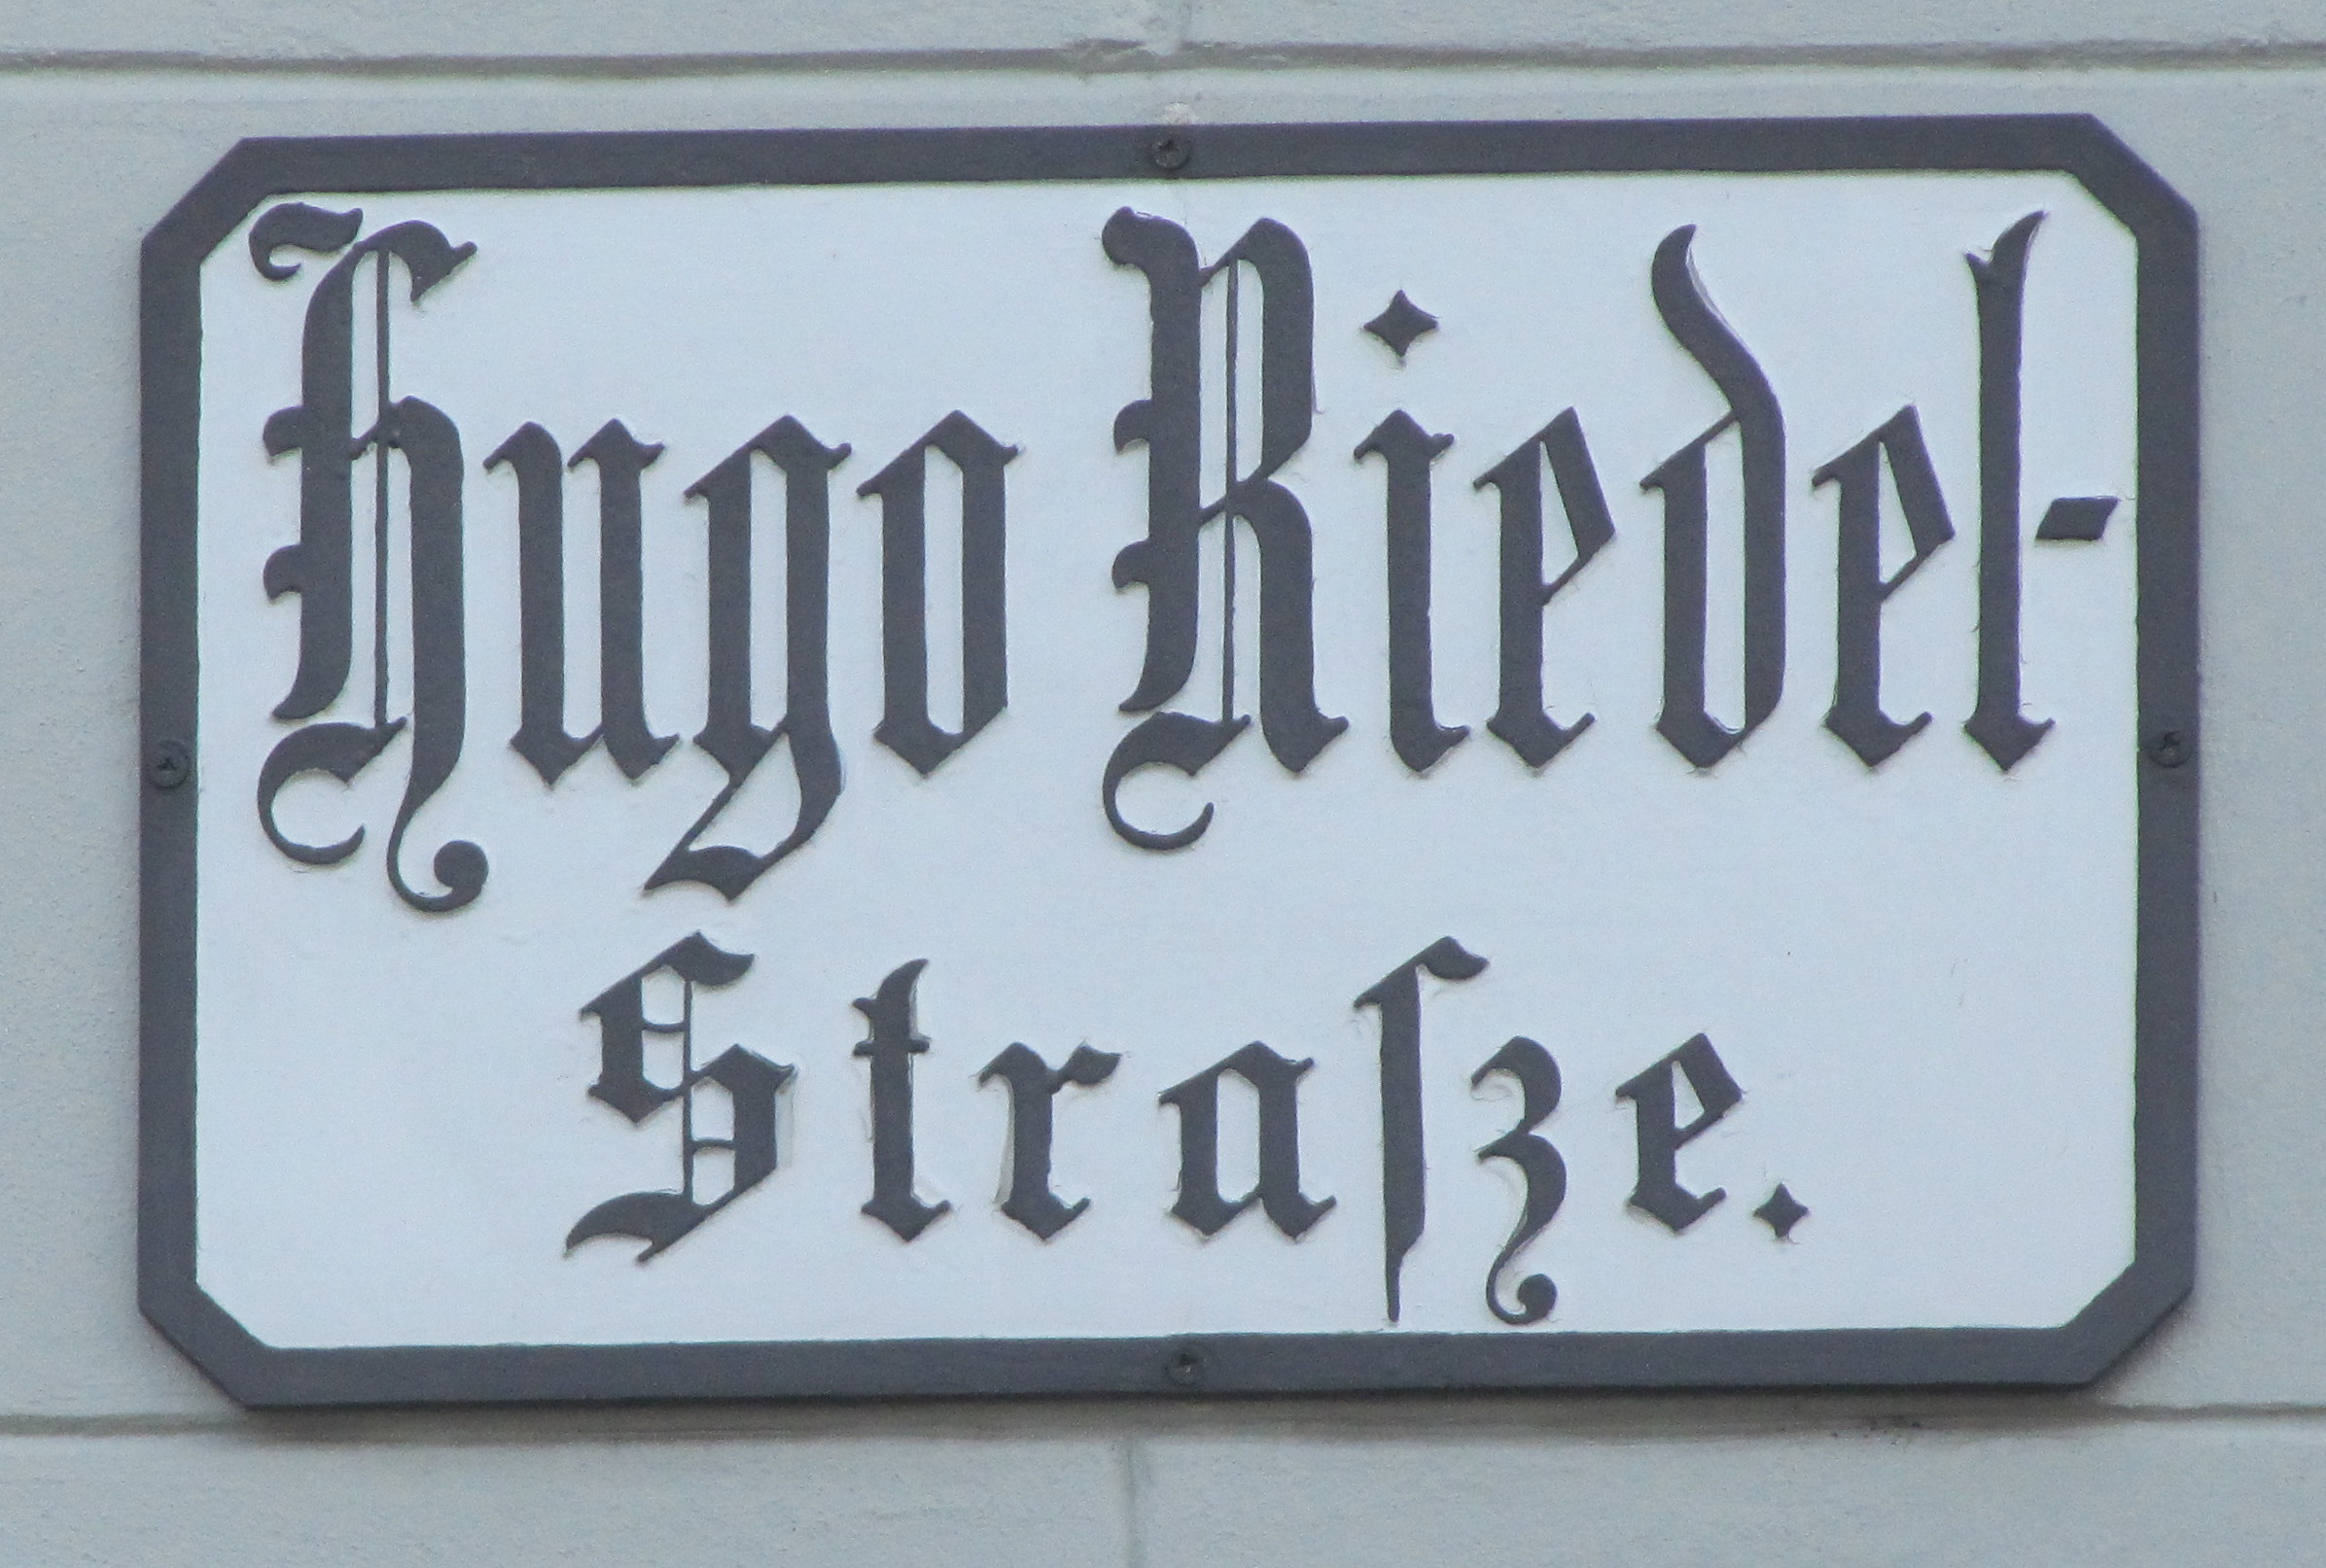 Hugo Riedel-
Straſze.